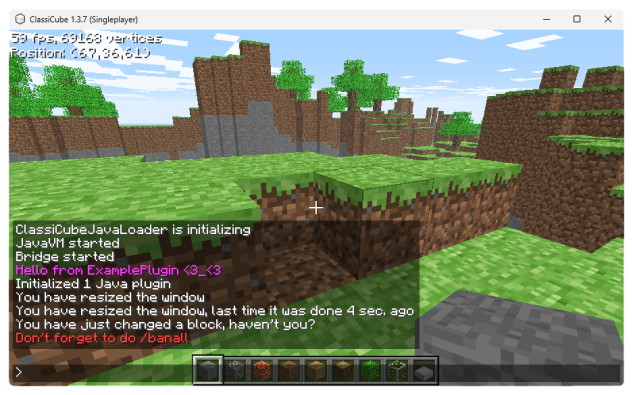 ClassiCube 1.3.7 (Singleplayer)
59 fps, 69168 vertices
Position: (67,36,61)
ClassiCubeJavaLoader is initializing
JavaVM started
Bridge started
Hello from ExamplePlugin <3_<3
Initialized 1 Java plugin
You have resized the window
You have resized the window, last time it was done 4 sec. ago
You have just changed a block, haven't you?
Don't forget to do /banall
>